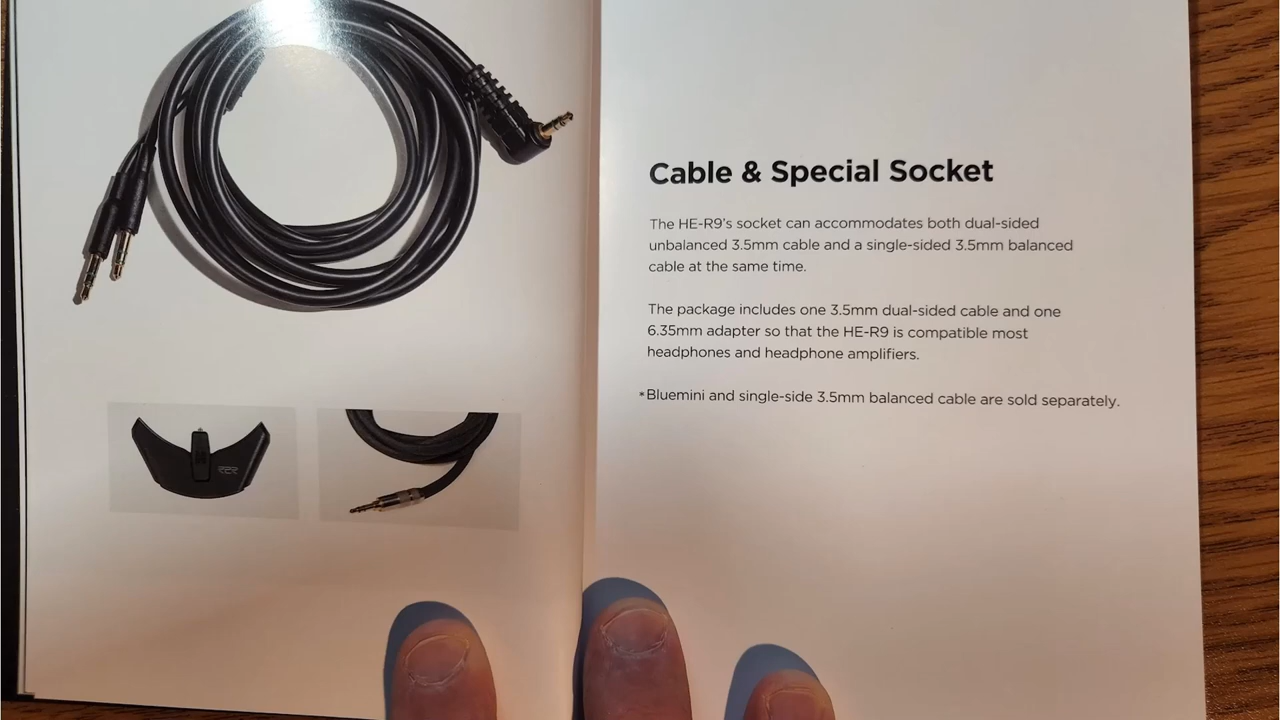 Cable & Special Socket
The HE-R9's socket can accommodates both dual-sided
unbalanced 3.5mm cable and a single-sided 3.5mm balanced
cable at the same time.
The package includes one 3.5mm dual-sided cable and one
6.35mm adapter so that the HE-R9 is compatible most
headphones and headphone amplifiers.
*Bluemini and single-side 3.5mm balanced cable are sold separately.